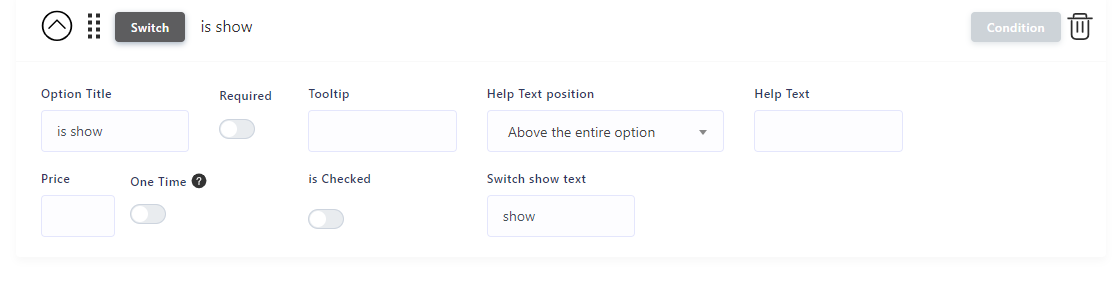 Switch is show Condition
Option Title Required Tooltip Help Text position Help Text
is show Above the entire option
Price One Time ? is Checked Switch show text
show